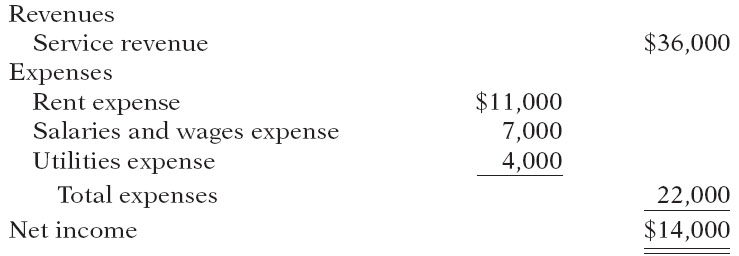 Revenues
Service revenue $36,000
Expenses
Rent expense $11,000
Salaries and wages expense 7,000
Utilities expense 4,000
Total expenses 22,000
Net income $14,000